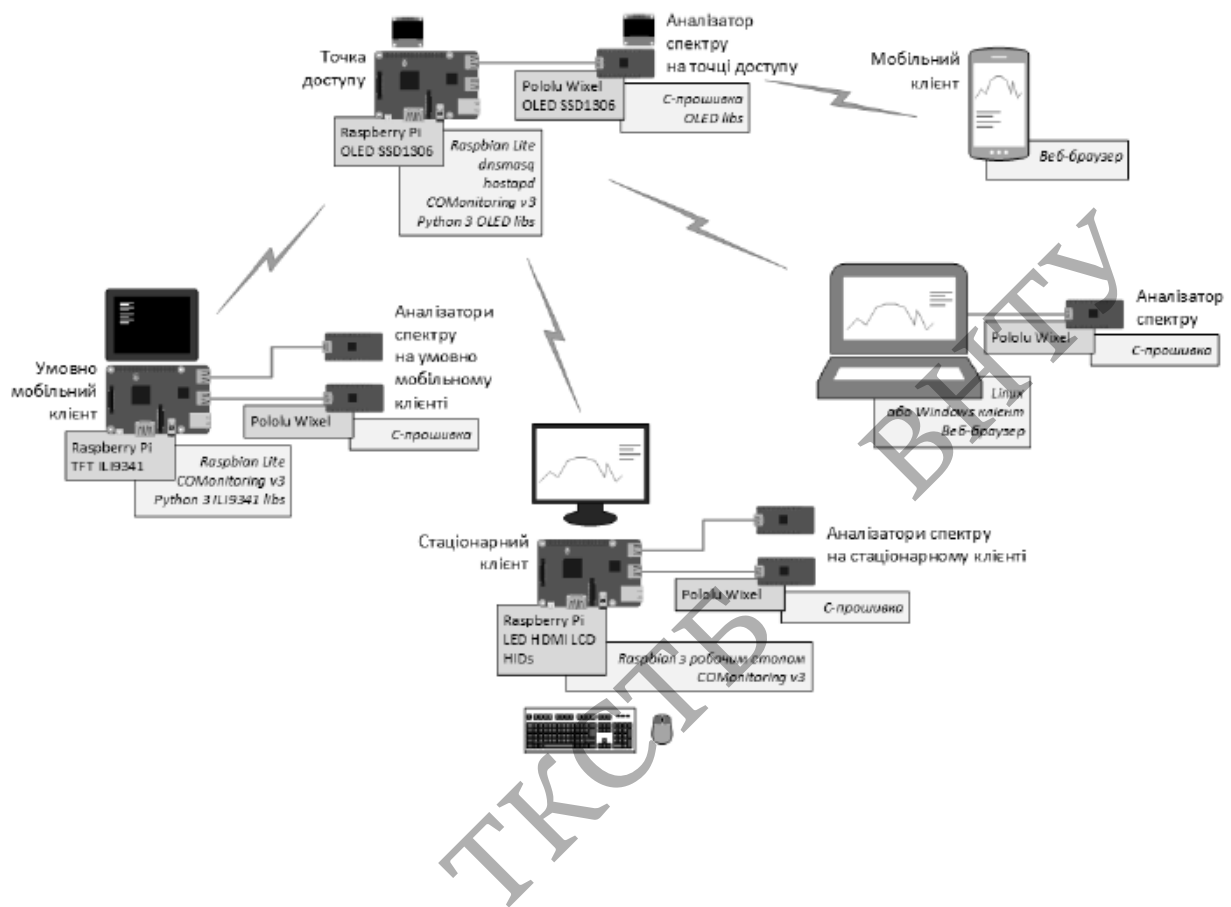 Точка
доступу
Raspberry Pi
OLED SSD1306
Raspbian Lite
dnsmasq
hostapd
COMonitoring v3
Python 3 OLED libs
Аналізатор
спектру
на точці доступу
Pololu Wixel
OLED SSD1306
С-прошивка
OLED libs
Мобільний
клієнт
Веб-браузер
Умовно
мобільний
клієнт
Raspberry Pi
TFT ILI9341
Raspbian Lite
COMonitoring v3
Python 3 ILI9341 libs
Аналізатори
спектру
на умовно
мобільному
клієнті
Pololu Wixel
С-прошивка
Аналізатор
спектру
Pololu Wixel
С-прошивка
Linux
або Windows клієнт
Веб-браузер
Стаціонарний
клієнт
Raspberry Pi
LED HDMI LCD
HIDs
Raspbian з робочим столом
COMonitoring v3
Аналізатори спектру
на стаціонарному клієнті
Pololu Wixel
С-прошивка
ТКСТБ ВНТУ